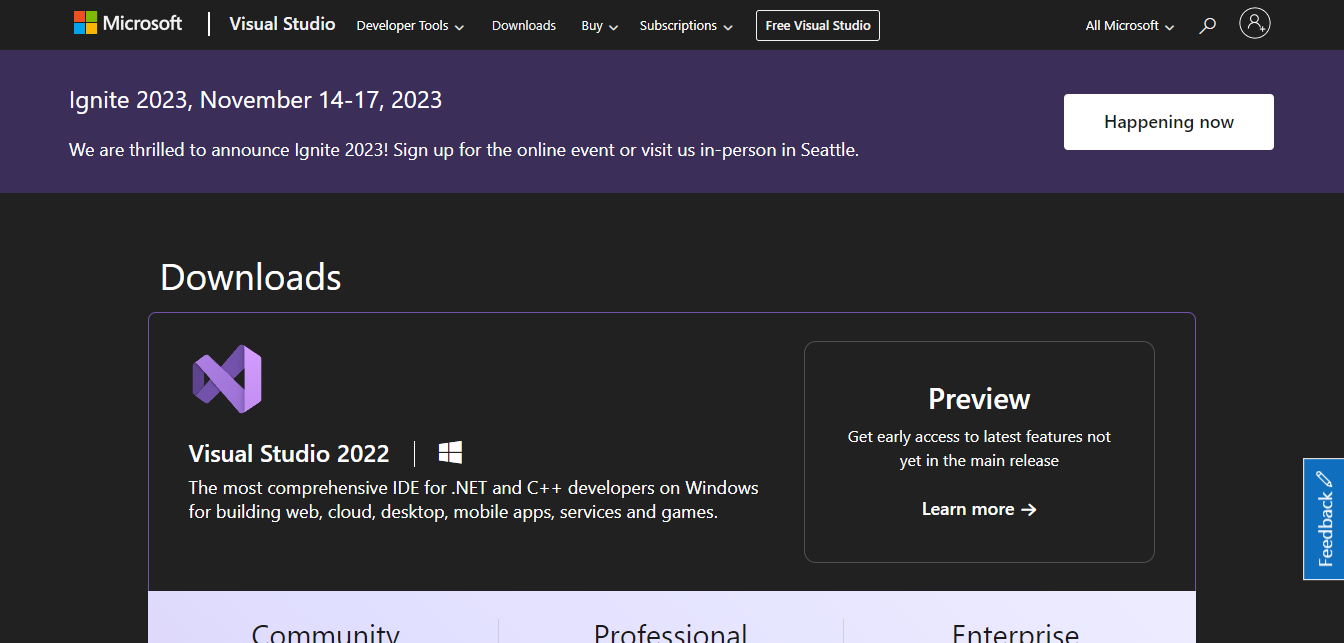 Microsoft Visual Studio Developer Tools Downloads Buy Subscriptions Free Visual Studio All Microsoft
Ignite 2023, November 14-17, 2023
We are thrilled to announce Ignite 2023! Sign up for the online event or visit us in-person in Seattle.
Happening now
Downloads
Visual Studio 2022
The most comprehensive IDE for .NET and C++ developers on Windows
for building web, cloud, desktop, mobile apps, services and games.
Preview
Get early access to latest features not
yet in the main release
Learn more →
Feedback
Community Professional Enterprise